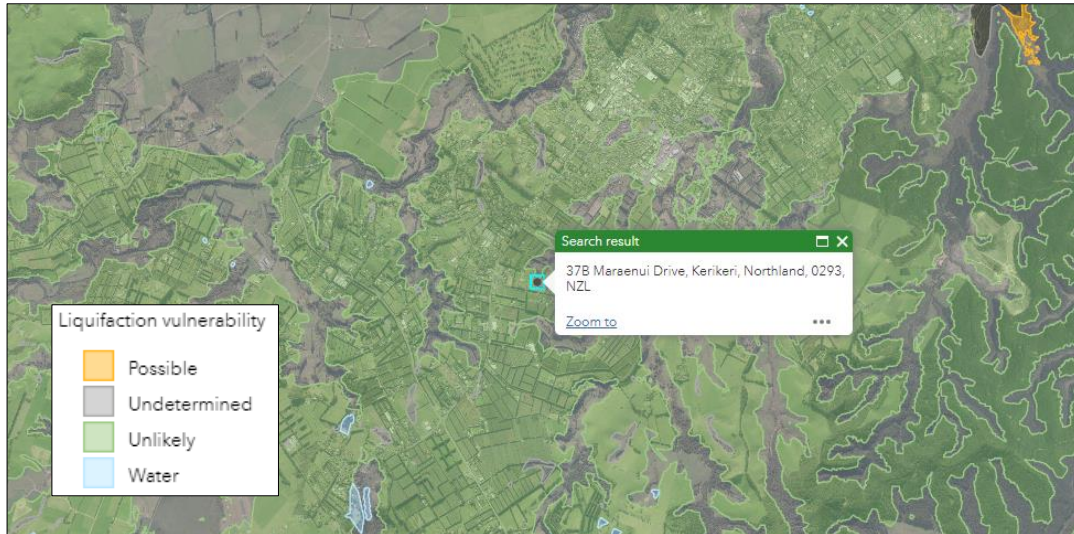 Search result
37B Maraenui Drive, Kerikeri, Northland, 0293,
NZL
Zoom to
Liquifaction vulnerability
Possible
Undetermined
Unlikely
Water